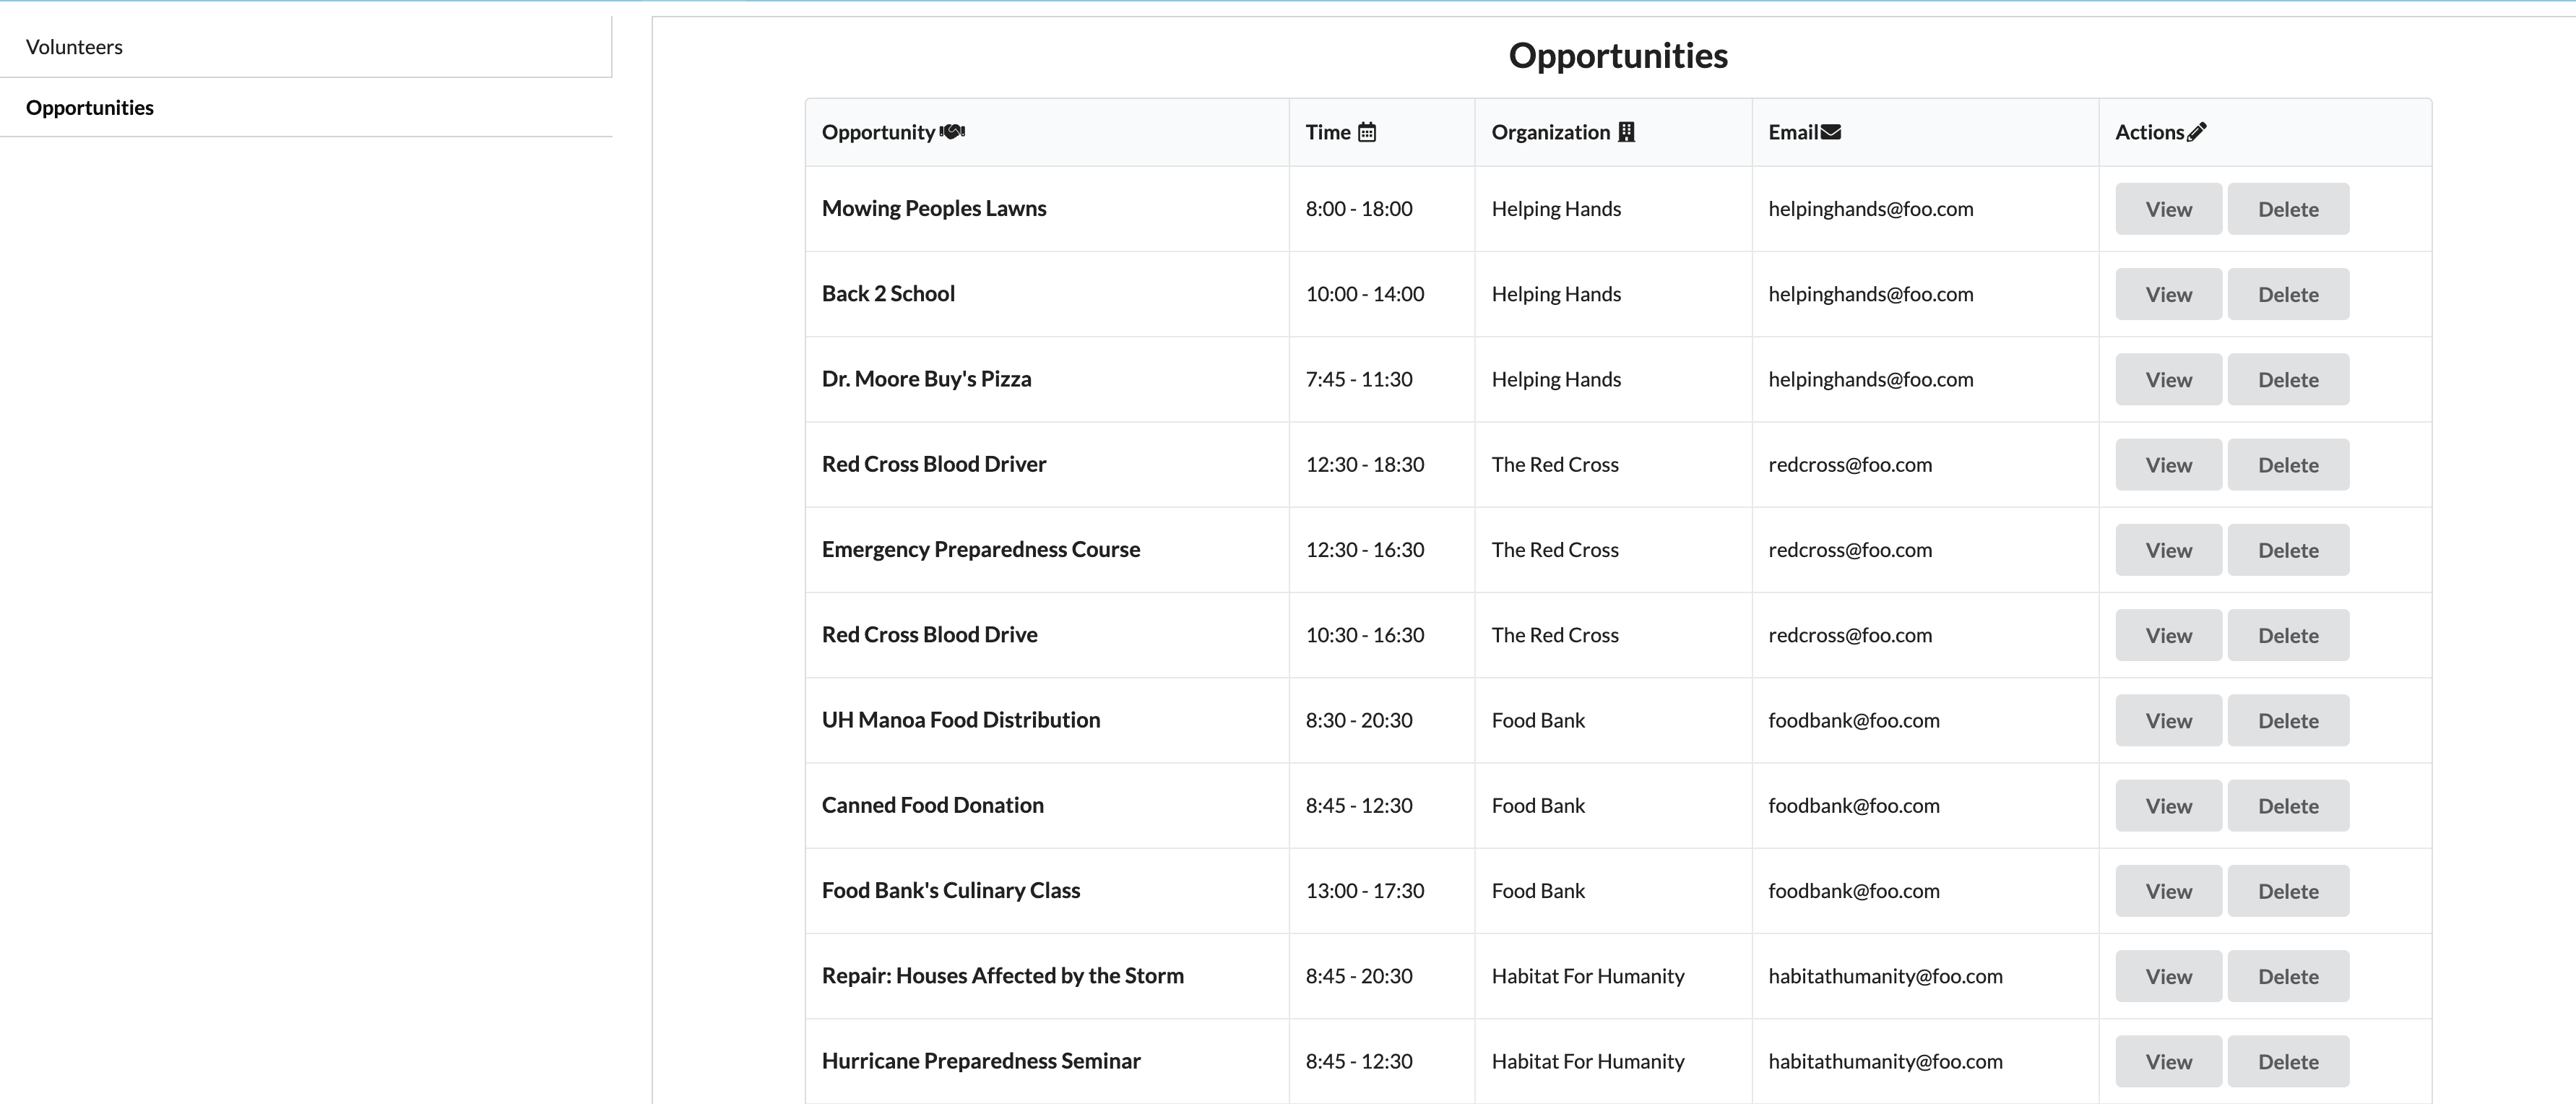 Volunteers
Opportunities
Opportunities
Opportunity Time Organization Email Actions
Mowing Peoples Lawns 8:00 - 18:00 Helping Hands helpinghands@foo.com View Delete
Back 2 School 10:00 - 14:00 Helping Hands helpinghands@foo.com View Delete
Dr. Moore Buy's Pizza 7:45 - 11:30 Helping Hands helpinghands@foo.com View Delete
Red Cross Blood Driver 12:30 - 18:30 The Red Cross redcross@foo.com View Delete
Emergency Preparedness Course 12:30 - 16:30 The Red Cross redcross@foo.com View Delete
Red Cross Blood Drive 10:30 - 16:30 The Red Cross redcross@foo.com View Delete
UH Manoa Food Distribution 8:30 - 20:30 Food Bank foodbank@foo.com View Delete
Canned Food Donation 8:45 - 12:30 Food Bank foodbank@foo.com View Delete
Food Bank's Culinary Class 13:00 - 17:30 Food Bank foodbank@foo.com View Delete
Repair: Houses Affected by the Storm 8:45 - 20:30 Habitat For Humanity habitathumanity@foo.com View Delete
Hurricane Preparedness Seminar 8:45 - 12:30 Habitat For Humanity habitathumanity@foo.com View Delete